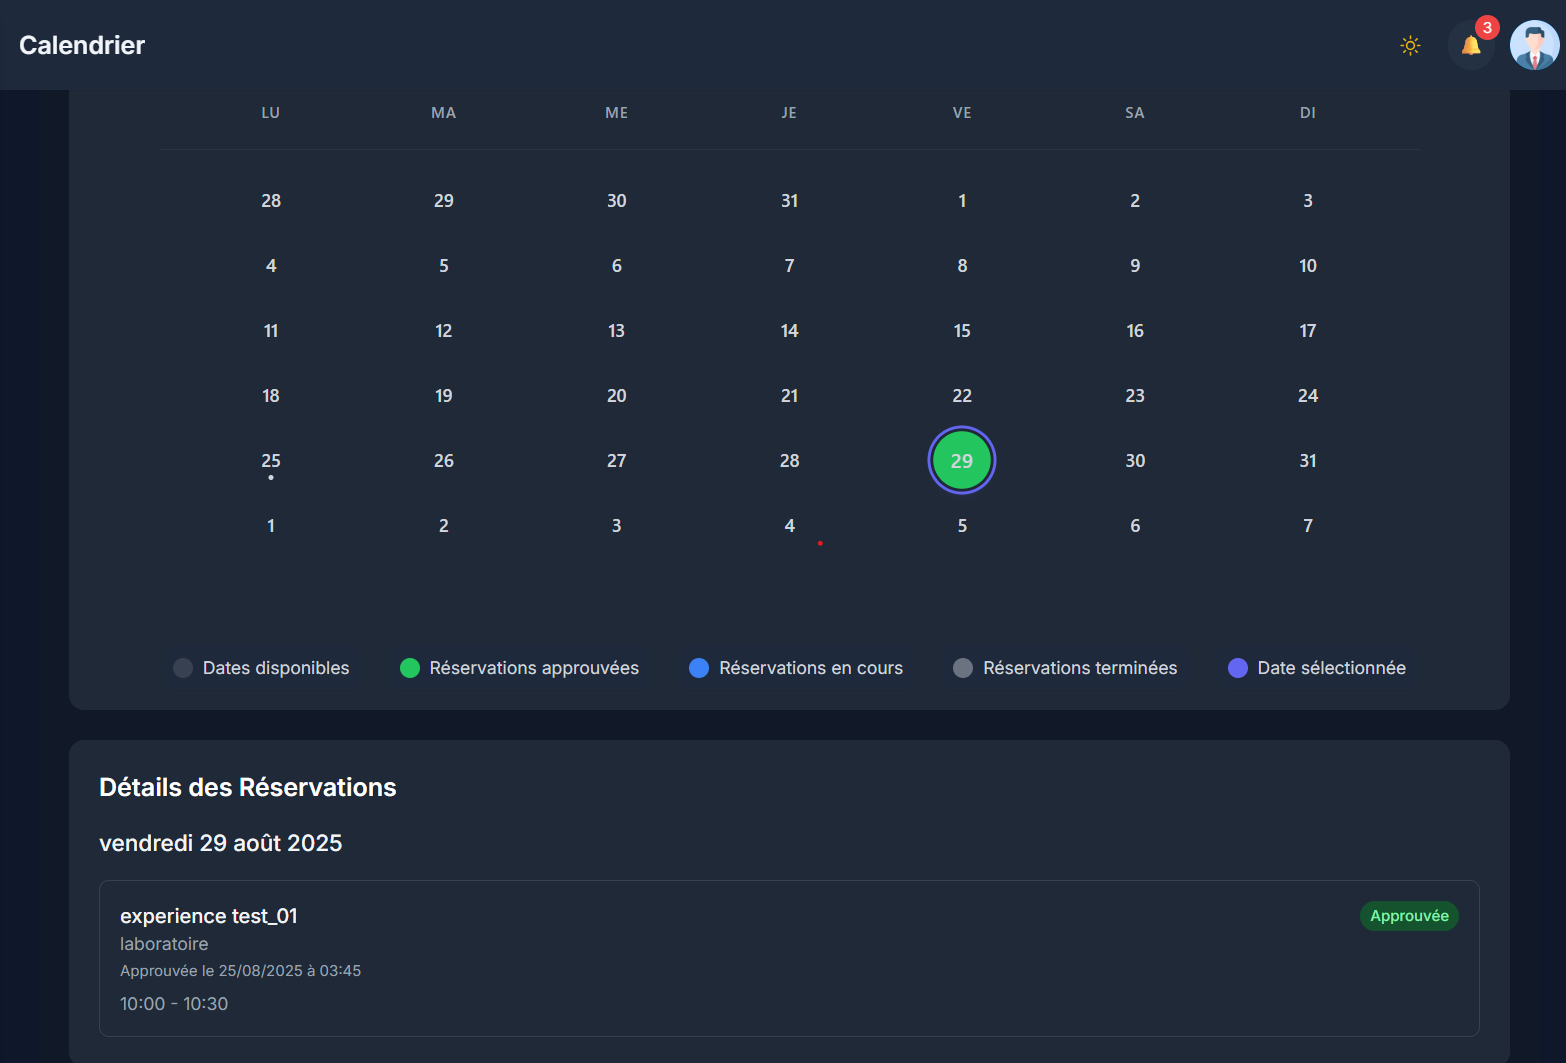 Calendrier
3
LU MA ME JE VE SA DI
28 29 30 31 1 2 3
4 5 6 7 8 9 10
11 12 13 14 15 16 17
18 19 20 21 22 23 24
25 26 27 28 29 30 31
1 2 3 4 5 6 7
Dates disponibles Réservations approuvées Réservations en cours Réservations terminées Date sélectionnée
Détails des Réservations
vendredi 29 août 2025
experience test_01 Approuvée
laboratoire
Approuvée le 25/08/2025 à 03:45
10:00 - 10:30